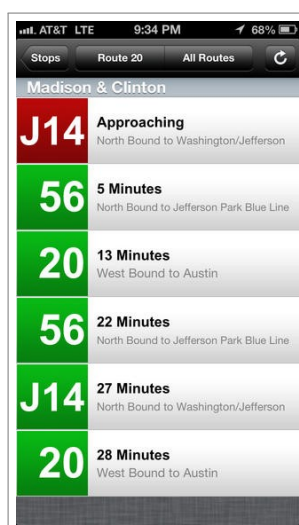 AT&T LTE 9:34 PM 68%
Stops Route 20 All Routes
Madison & Clinton
J14 Approaching
North Bound to Washington/Jefferson
56 5 Minutes
North Bound to Jefferson Park Blue Line
20 13 Minutes
West Bound to Austin
56 22 Minutes
North Bound to Jefferson Park Blue Line
J14 27 Minutes
North Bound to Washington/Jefferson
20 28 Minutes
West Bound to Austin